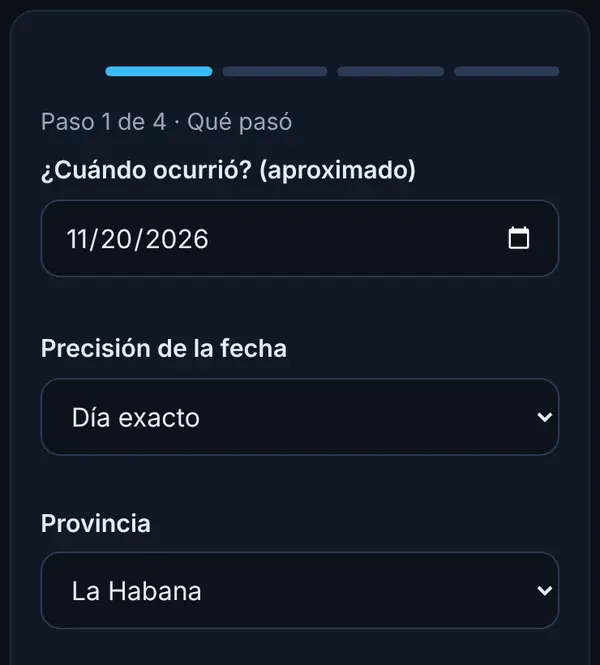 Paso 1 de 4 · Qué pasó
¿Cuándo ocurrió? (aproximado)
11/20/2026
Precisión de la fecha
Día exacto
Provincia
La Habana